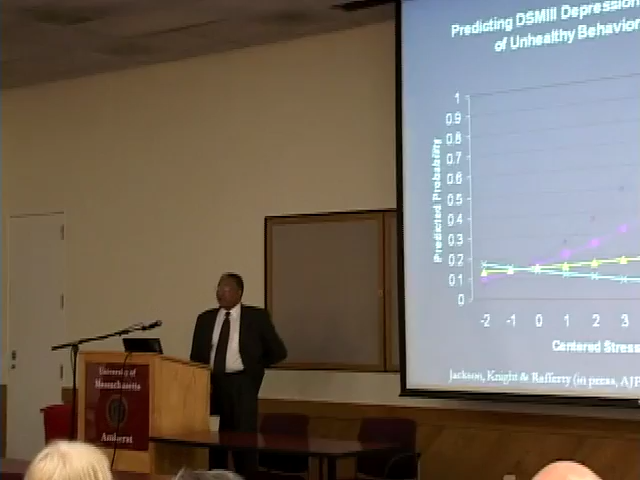 Predicting DSMIII Depression
of Unhealthy Behavior
1
0.9
0.8
0.7
0.6
0.5
0.4
0.3
0.2
0.1
0
Predicted Probability
-2 -1 0 1 2 3
Centered Stress
Jackson, Knight & Rafferty (in press, AJP
University of
Massachusetts
Amherst